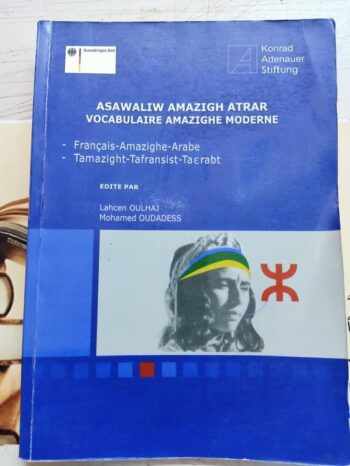 Auswärtiges Amt
Konrad
Adenauer
Stiftung
ASAWALIW AMAZIGH ATRAR
VOCABULAIRE AMAZIGHE MODERNE
- Français-Amazighe-Arabe
- Tamazight-Tafransist-Taεrabt
EDITE PAR
Lahcen OULHAJ
Mohamed OUDADESS
ⵣ